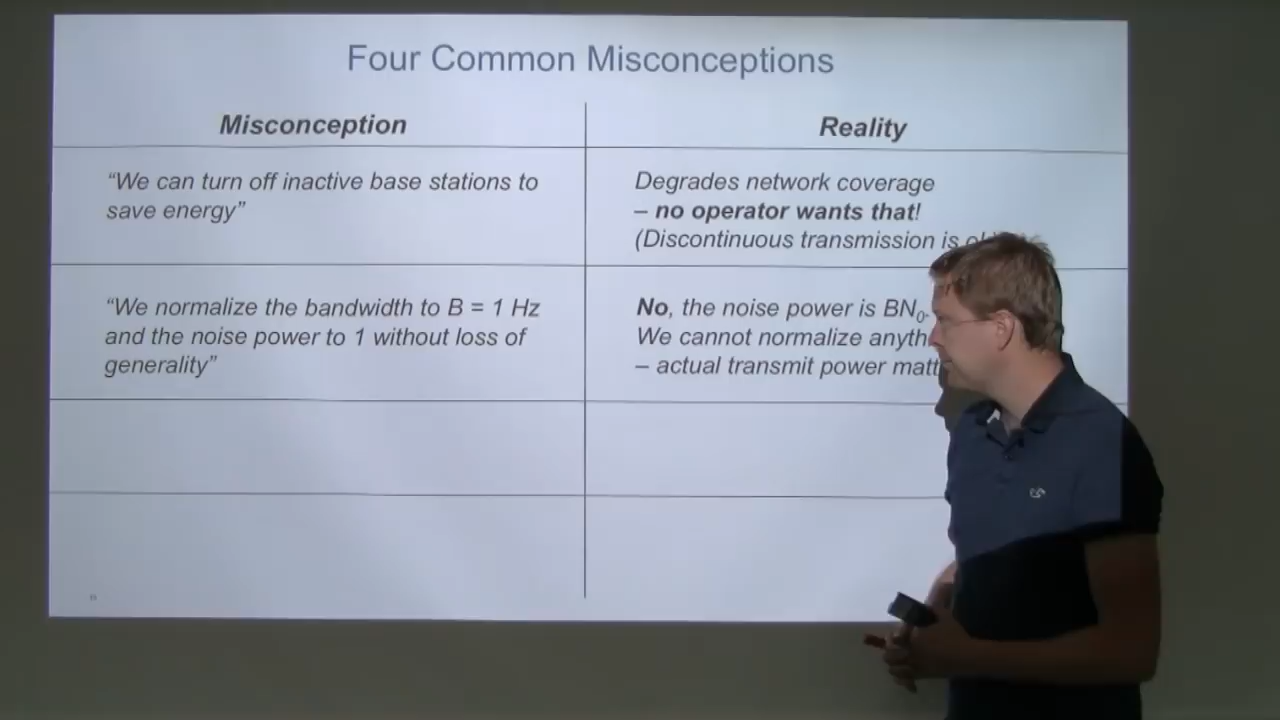 Four Common Misconceptions
Misconception
Reality
“We can turn off inactive base stations to
save energy”
Degrades network coverage
– no operator wants that!
(Discontinuous transmission is
“We normalize the bandwidth to B = 1 Hz
and the noise power to 1 without loss of
generality”
No, the noise power is BN₀.
We cannot normalize
– actual transmit power